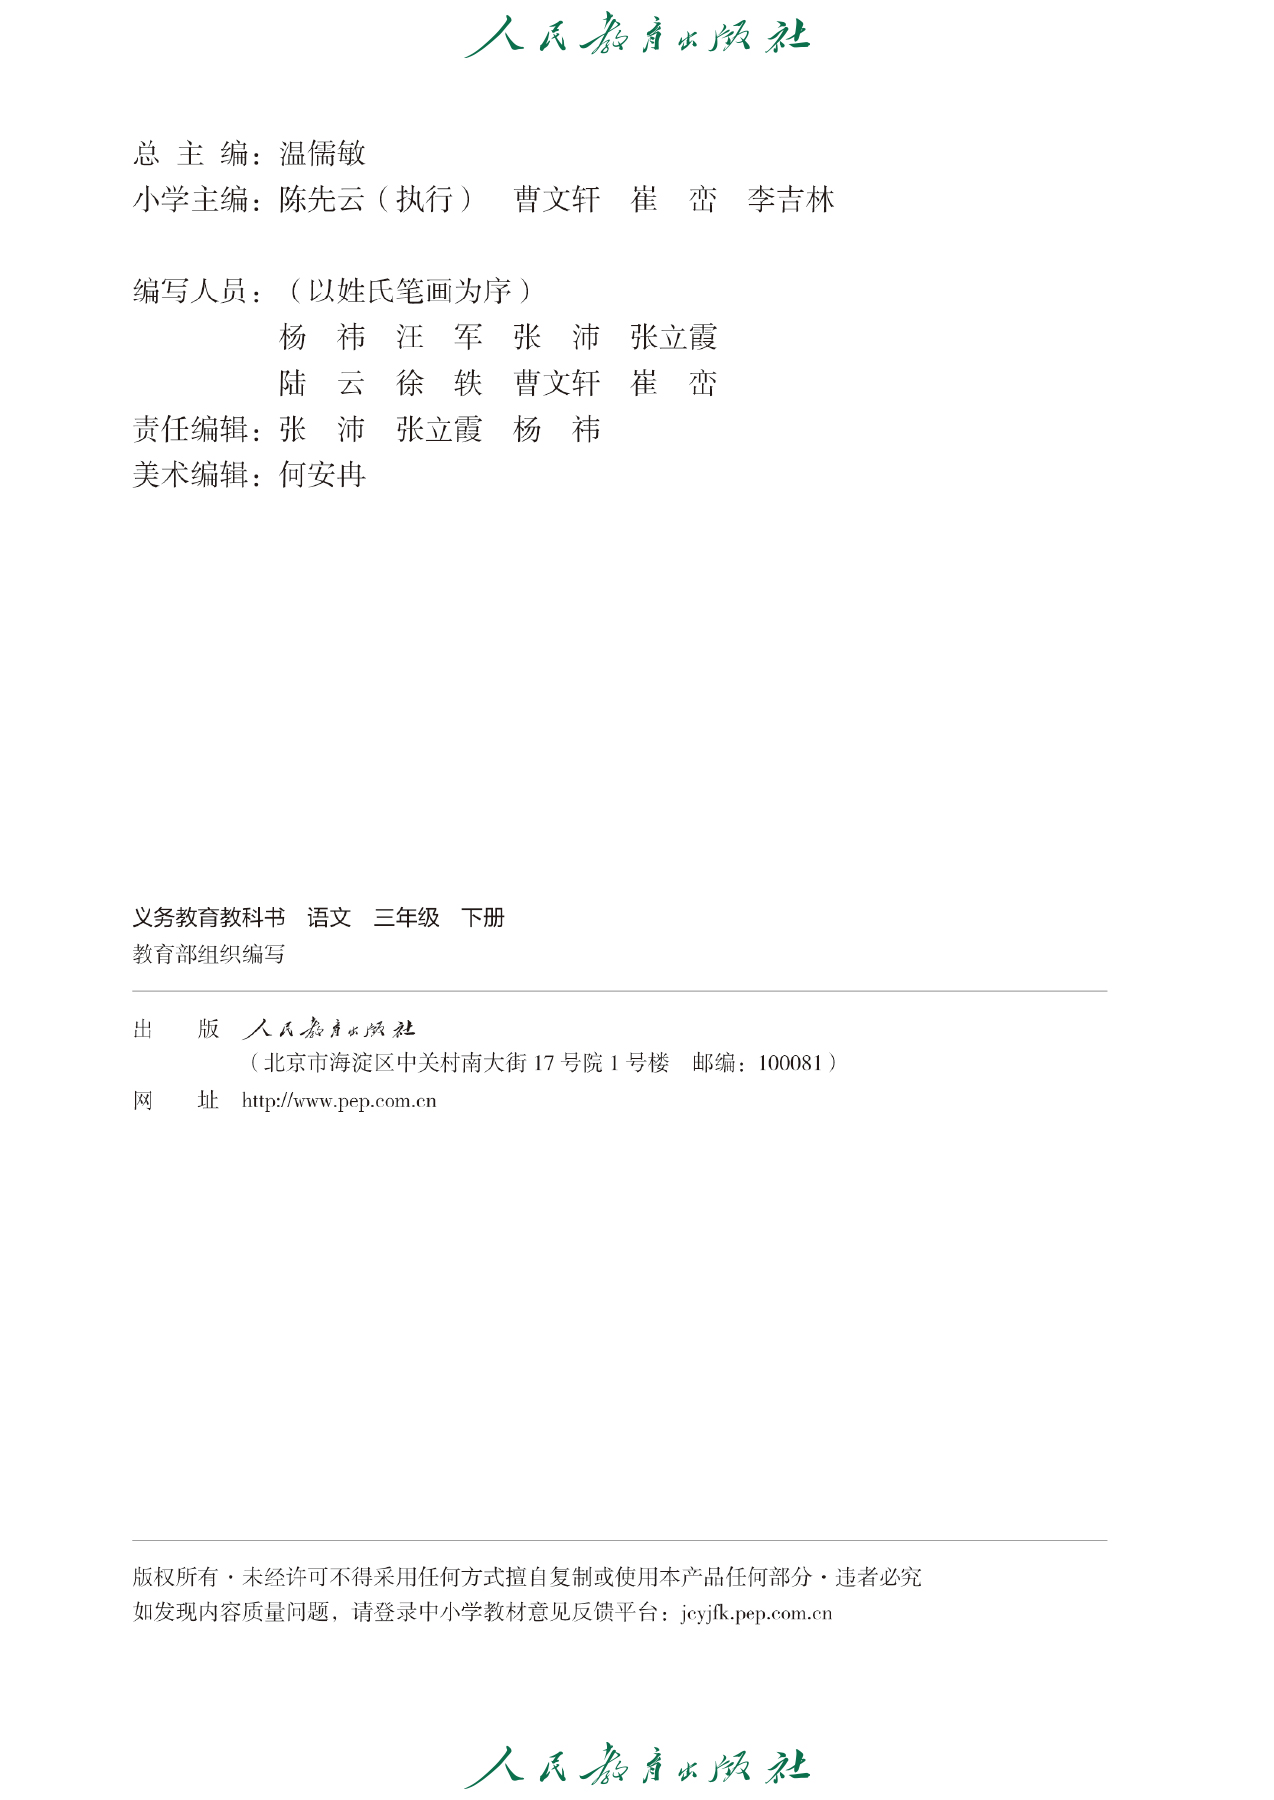 人民教育出版社
总 主 编：温儒敏
小学主编：陈先云（执行） 曹文轩 崔 峦 李吉林
编写人员：（以姓氏笔画为序）
杨 祎 汪 军 张 沛 张立霞
陆 云 徐 轶 曹文轩 崔 峦
责任编辑：张 沛 张立霞 杨 祎
美术编辑：何安冉
义务教育教科书 语文 三年级 下册
教育部组织编写
出 版 人民教育出版社
（北京市海淀区中关村南大街 17 号院 1 号楼 邮编：100081）
网 址 http://www.pep.com.cn
版权所有·未经许可不得采用任何方式擅自复制或使用本产品任何部分·违者必究
如发现内容质量问题，请登录中小学教材意见反馈平台：jcyjfk.pep.com.cn
人民教育出版社